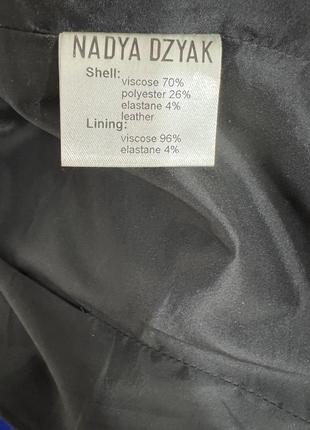 NADYA DZYAK
Shell:
viscose 70%
polyester 26%
elastane 4%
leather
Lining:
viscose 96%
elastane 4%